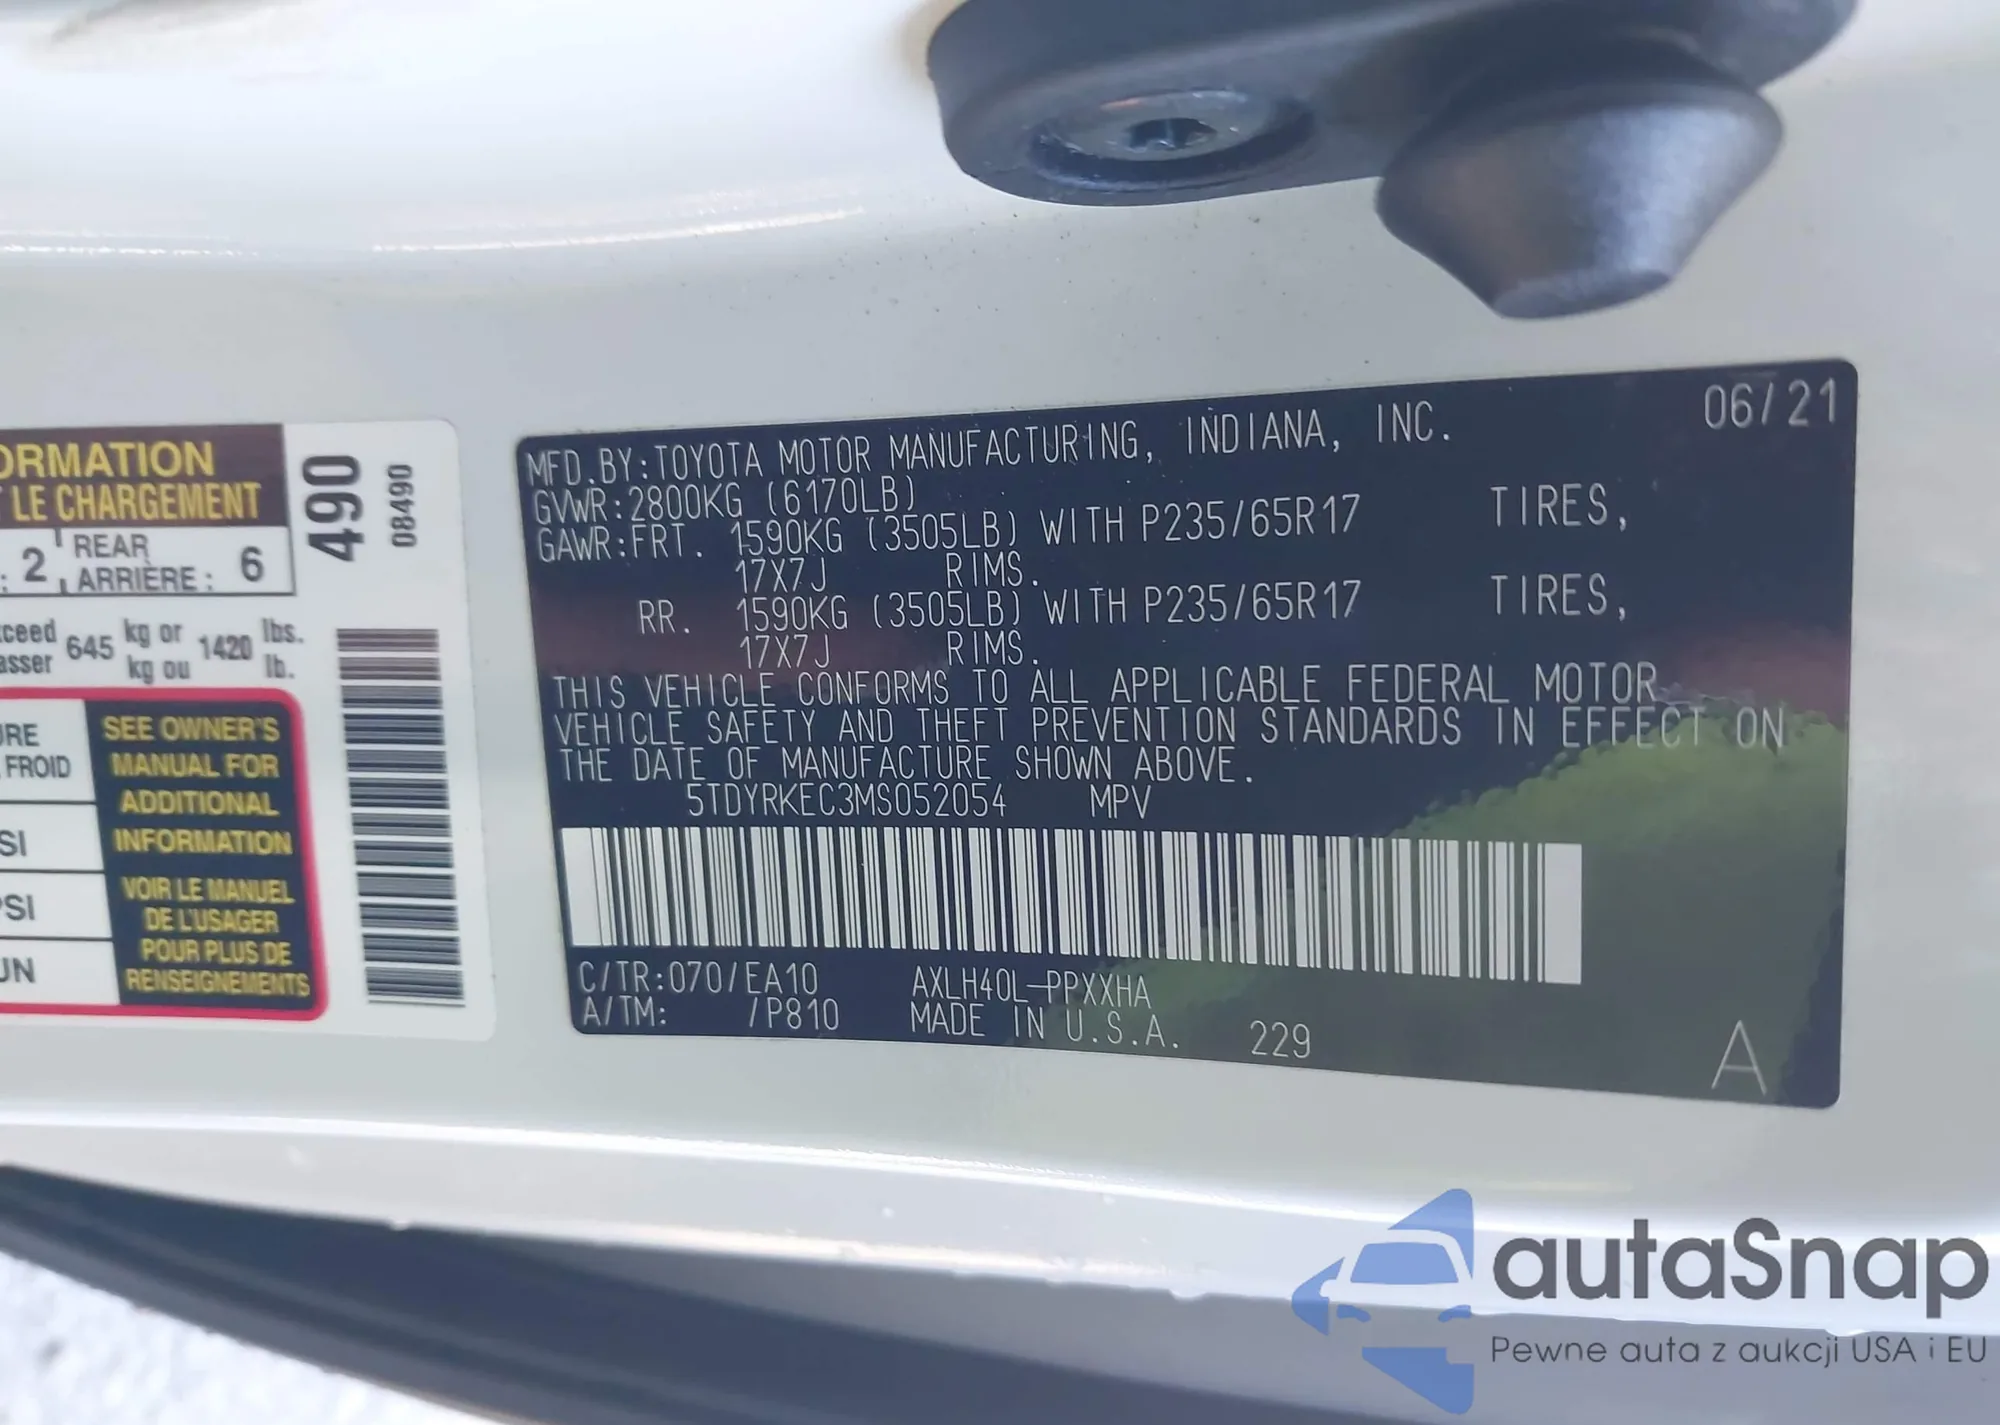 ORMATION
LE CHARGEMENT
: 2 REAR
ARRIÈRE : 6
490
08490
ceed 645 kg or 1420 lbs.
asser kg ou lb.
URE
FROID
SI
PSI
UN
SEE OWNER'S
MANUAL FOR
ADDITIONAL
INFORMATION
VOIR LE MANUEL
DE L'USAGER
POUR PLUS DE
RENSEIGNEMENTS
06/21
MFD.BY:TOYOTA MOTOR MANUFACTURING, INDIANA, INC.
GVWR:2800KG (6170LB)
GAWR:FRT. 1590KG (3505LB) WITH P235/65R17 TIRES,
17X7J RIMS.
RR. 1590KG (3505LB) WITH P235/65R17 TIRES,
17X7J RIMS.
THIS VEHICLE CONFORMS TO ALL APPLICABLE FEDERAL MOTOR
VEHICLE SAFETY AND THEFT PREVENTION STANDARDS IN EFFECT ON
THE DATE OF MANUFACTURE SHOWN ABOVE.
5TDYRKEC3MS052054 MPV
C/TR:070/EA10 AXLH40L-PPXXHA
A/TM: /P810 MADE IN U.S.A. 229
A
autaSnap
Pewne auta z aukcji USA i EU